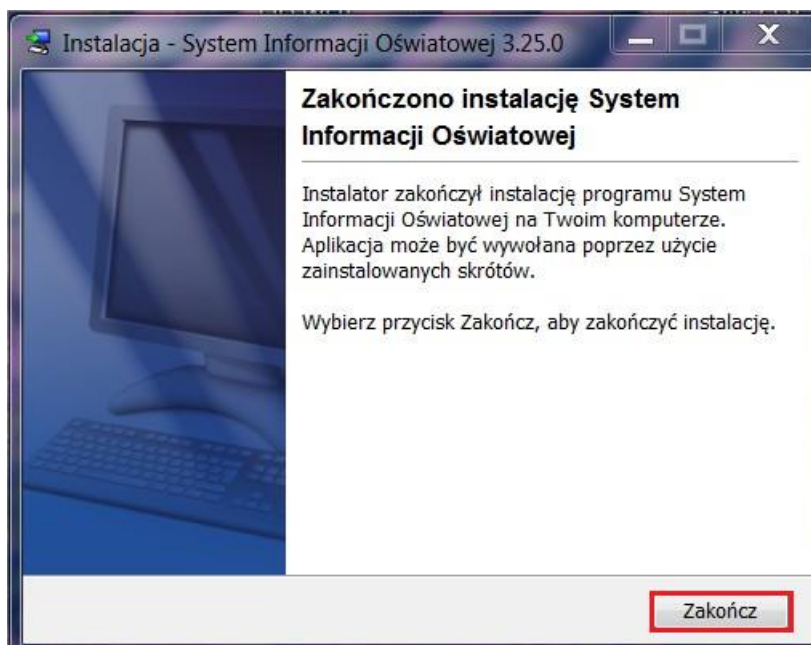 Instalacja - System Informacji Oświatowej 3.25.0
Zakończono instalację System
Informacji Oświatowej
Instalator zakończył instalację programu System
Informacji Oświatowej na Twoim komputerze.
Aplikacja może być wywołana poprzez użycie
zainstalowanych skrótów.
Wybierz przycisk Zakończ, aby zakończyć instalację.
Zakończ